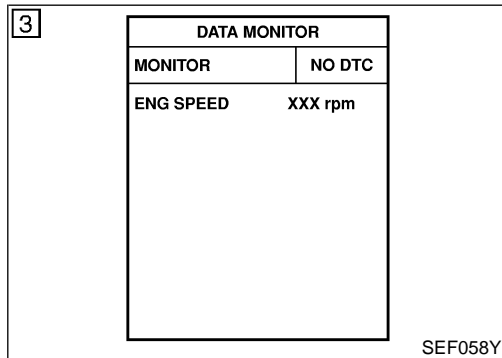 3
DATA MONITOR
MONITOR NO DTC
ENG SPEED XXX rpm
SEF058Y